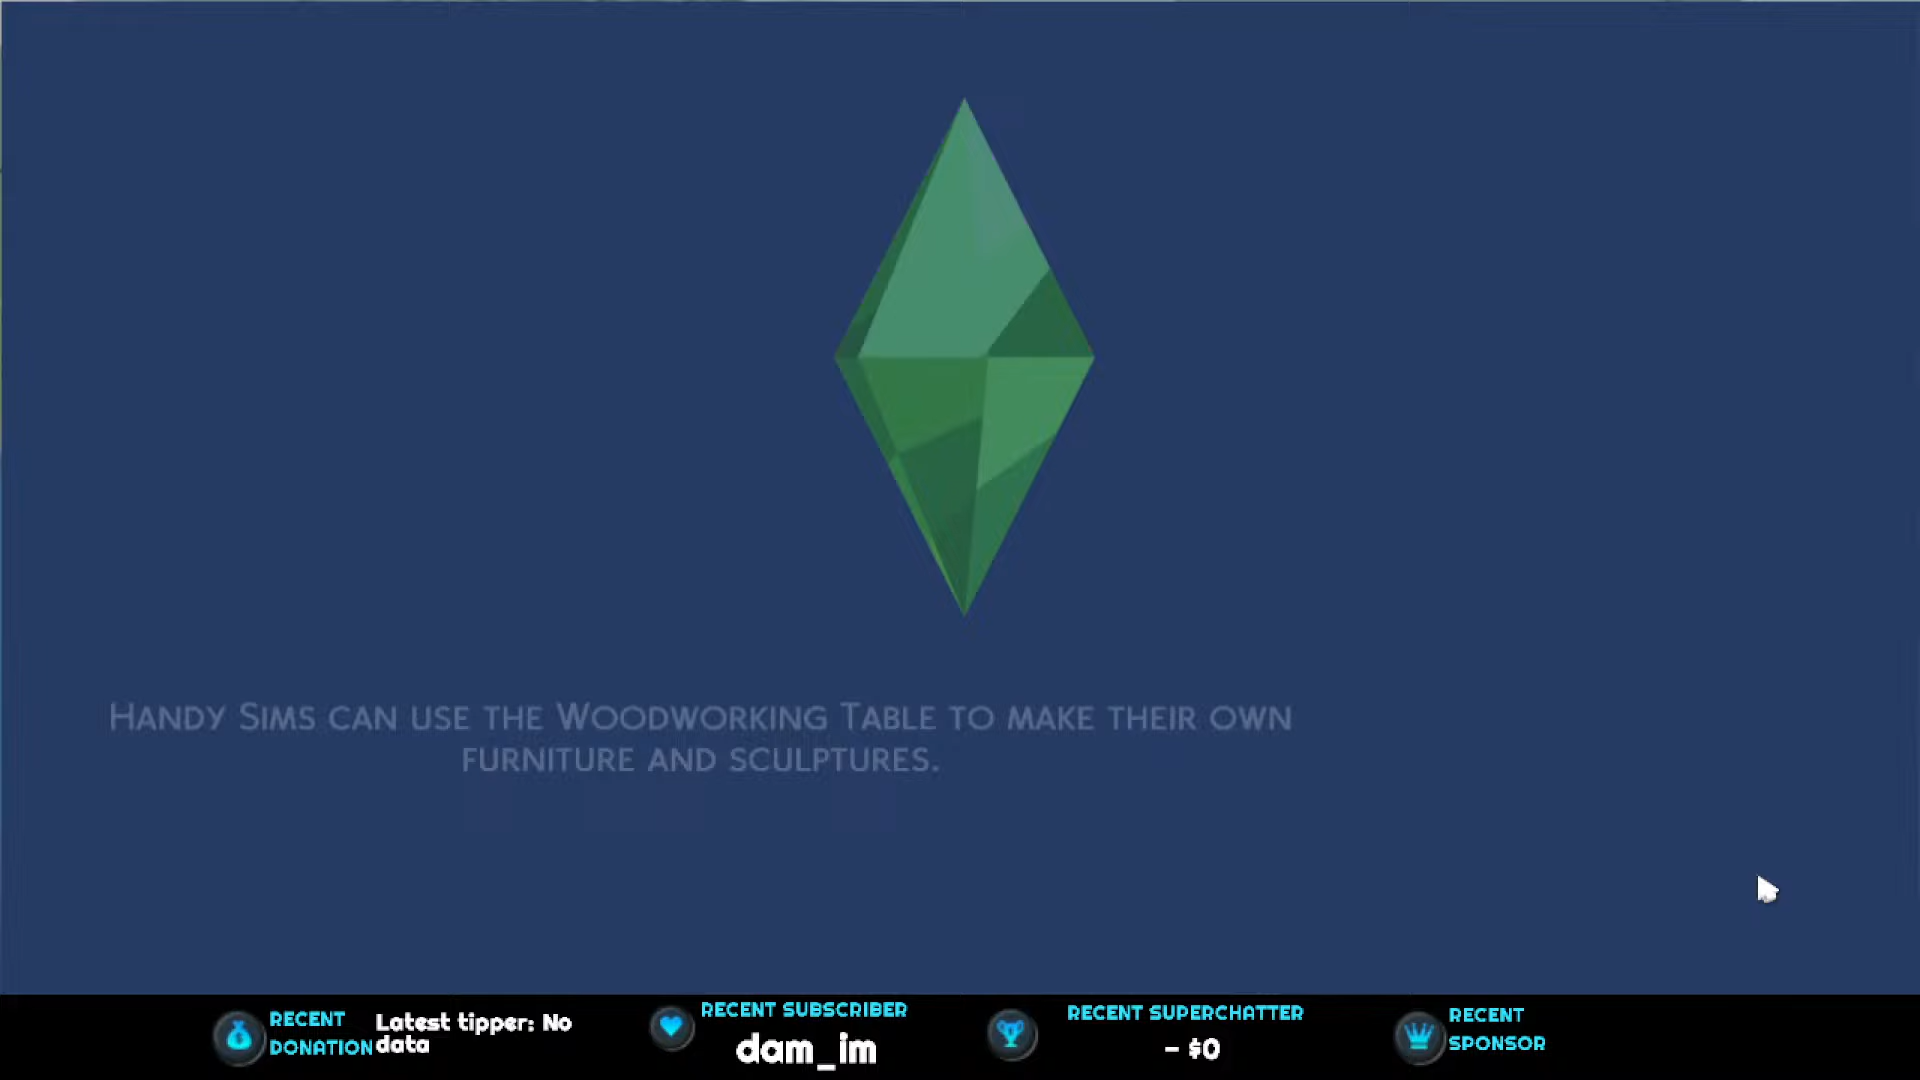 Handy Sims can use the Woodworking Table to make their own
furniture and sculptures.
RECENT
DONATION
Latest tipper: No
data
RECENT SUBSCRIBER
dam_im
RECENT SUPERCHATTER
- $0
RECENT
SPONSOR